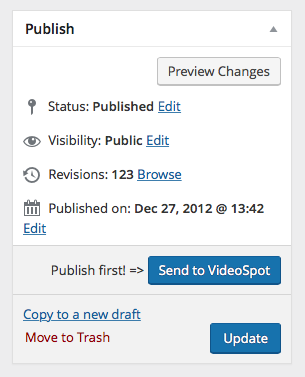 Publish
Preview Changes
Status: Published Edit
Visibility: Public Edit
Revisions: 123 Browse
Published on: Dec 27, 2012 @ 13:42
Edit
Publish first! => Send to VideoSpot
Copy to a new draft
Move to Trash
Update